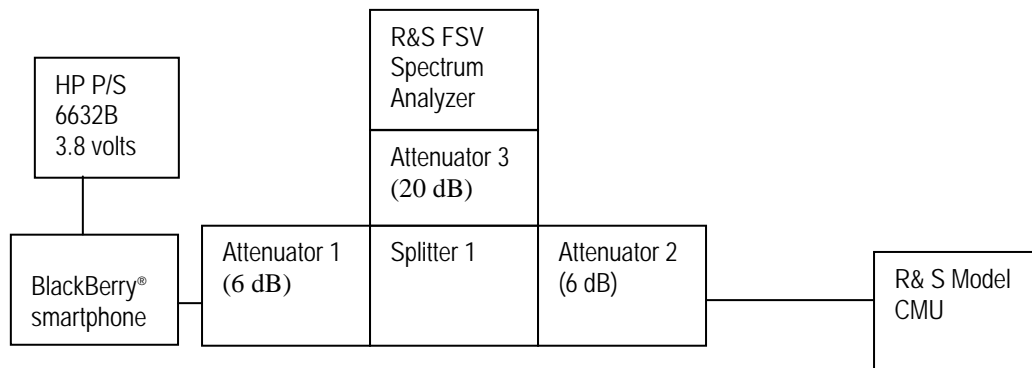 R&S FSV
Spectrum
Analyzer
HP P/S
6632B
3.8 volts
Attenuator 3
(20 dB)
BlackBerry®
smartphone
Attenuator 1
(6 dB)
Splitter 1
Attenuator 2
(6 dB)
R& S Model
CMU